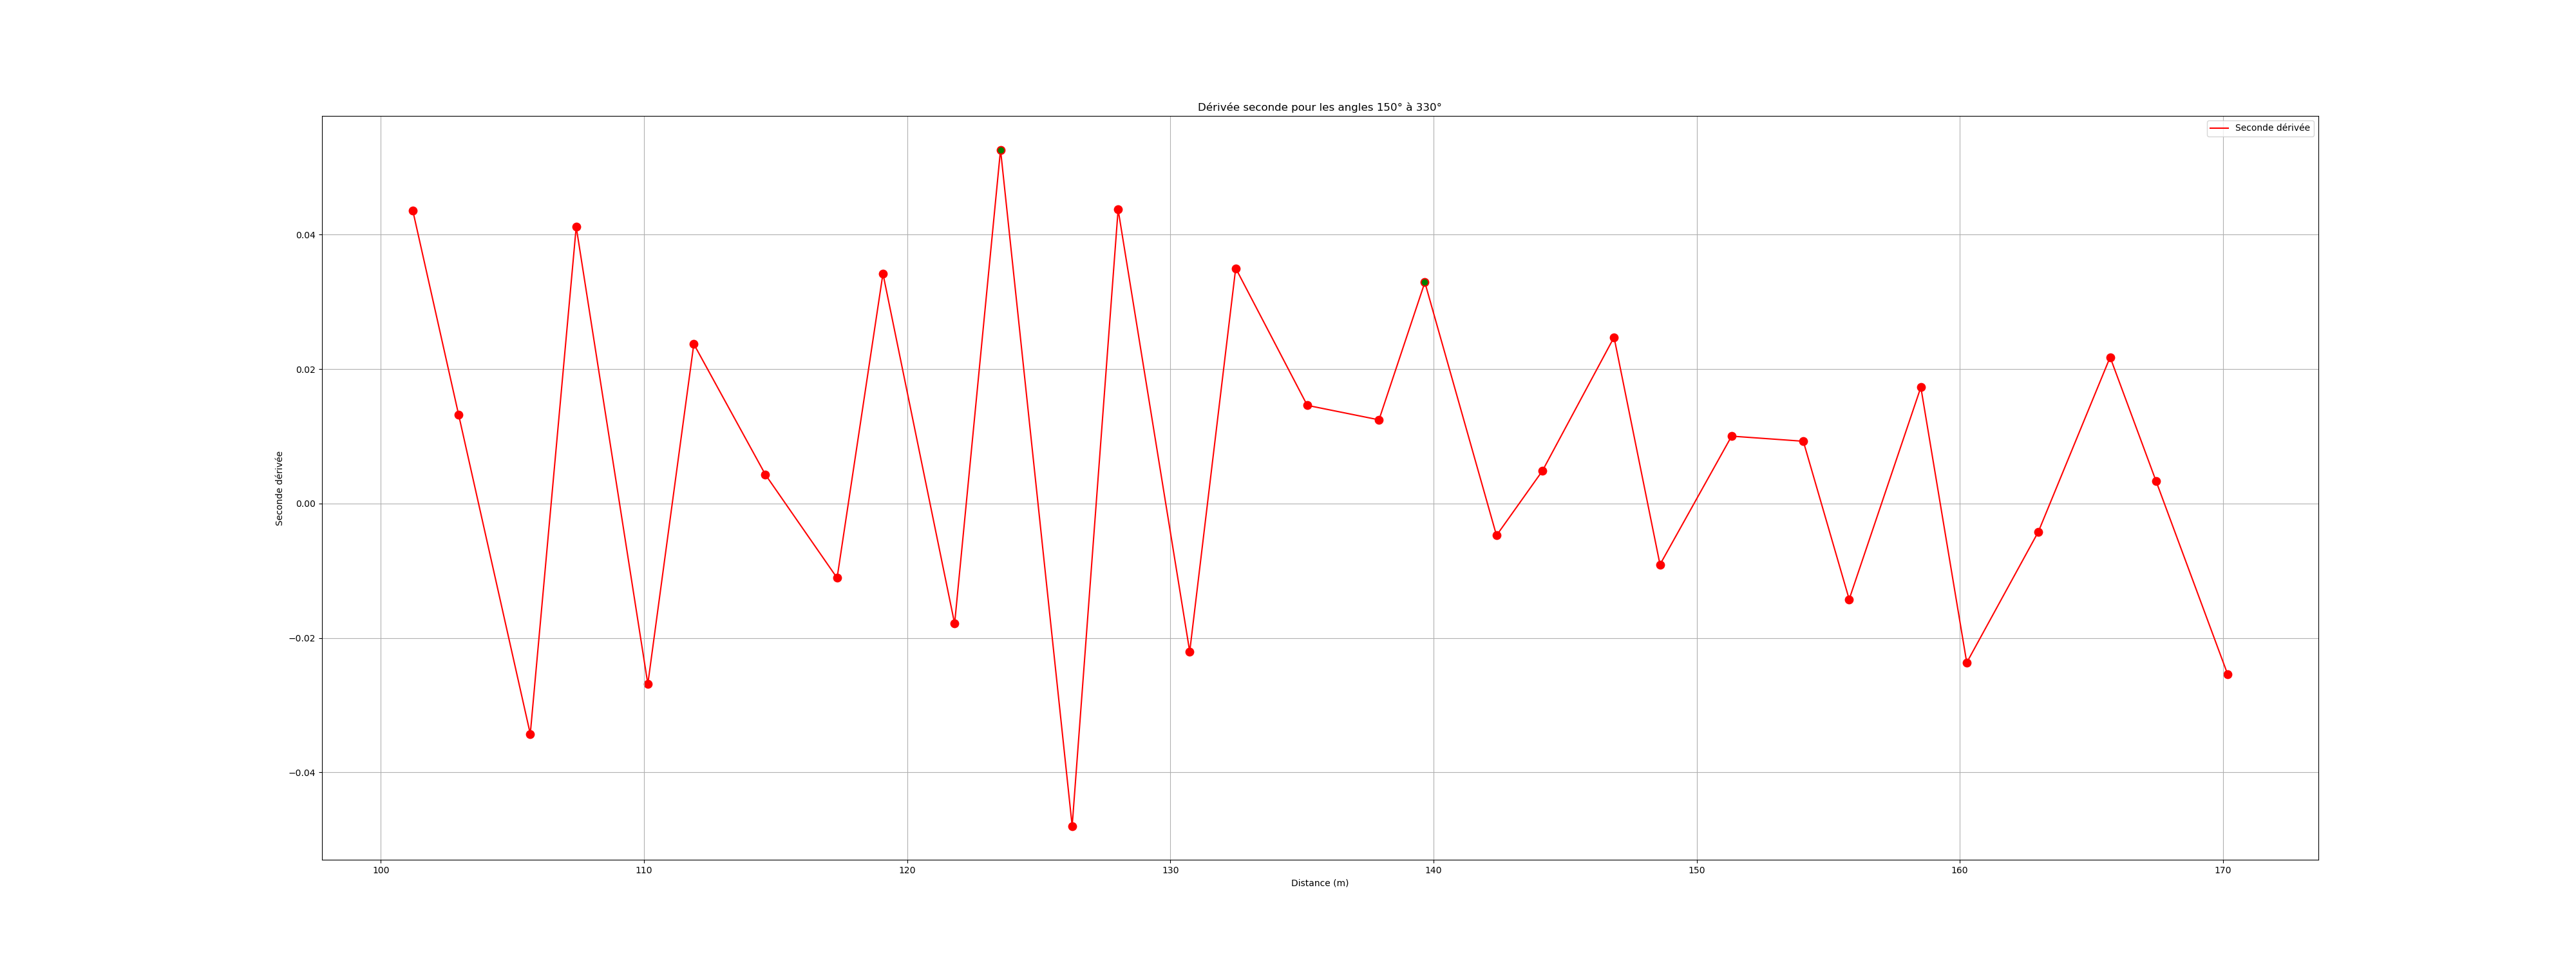 Dérivée seconde pour les angles 150° à 330°
Seconde dérivée
0.04
0.02
0.00
−0.02
−0.04
Seconde dérivée
100 110 120 130 140 150 160 170
Distance (m)